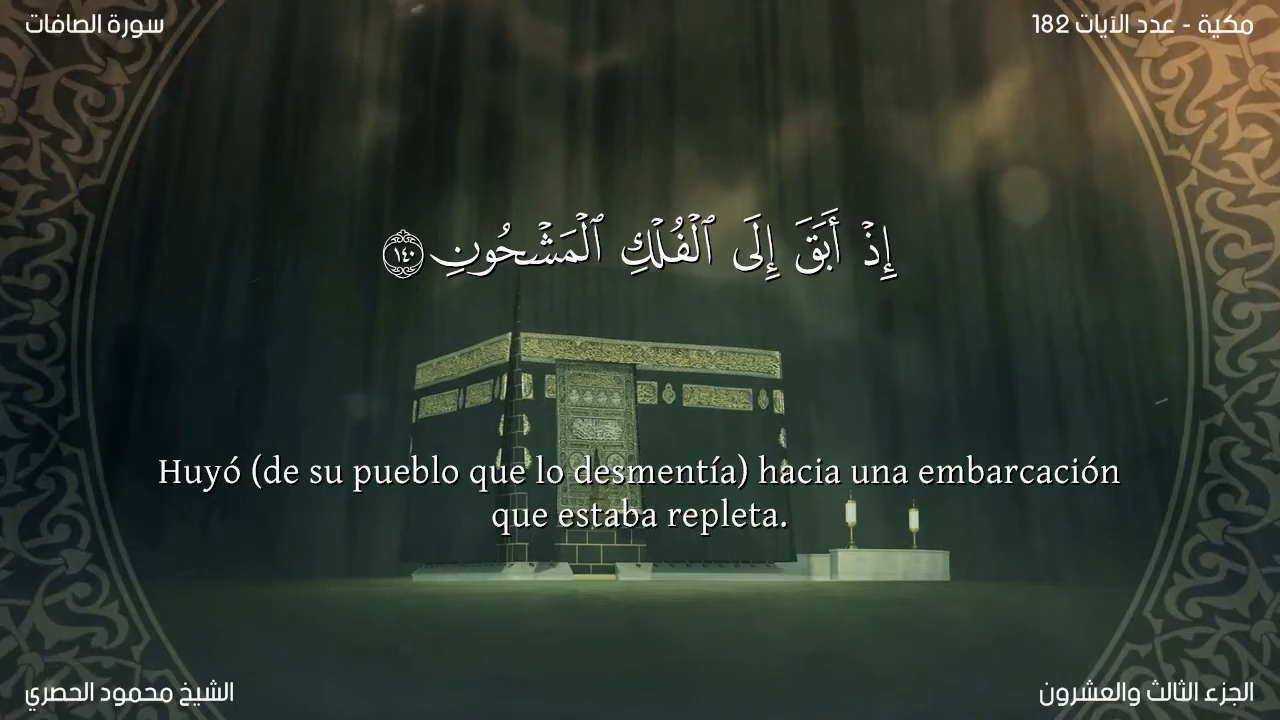 سورة الصافات
مكية - عدد الآيات 182
إِذْ أَبَقَ إِلَى ٱلْفُلْكِ ٱلْمَشْحُونِ ١٤٠
Huyó (de su pueblo que lo desmentía) hacia una embarcación
que estaba repleta.
الشيخ محمود الحصري
الجزء الثالث والعشرون